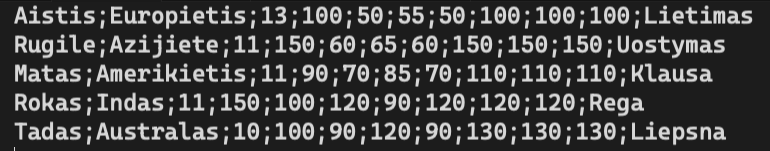 Aistis;Europietis;13;100;50;55;50;100;100;100;Lietimas
Rugile;Azijiete;11;150;60;65;60;150;150;150;Uostymas
Matas;Amerikietis;11;90;70;85;70;110;110;110;Klausa
Rokas;Indas;11;150;100;120;90;120;120;120;Rega
Tadas;Australas;10;100;90;120;90;130;130;130;Liepsna